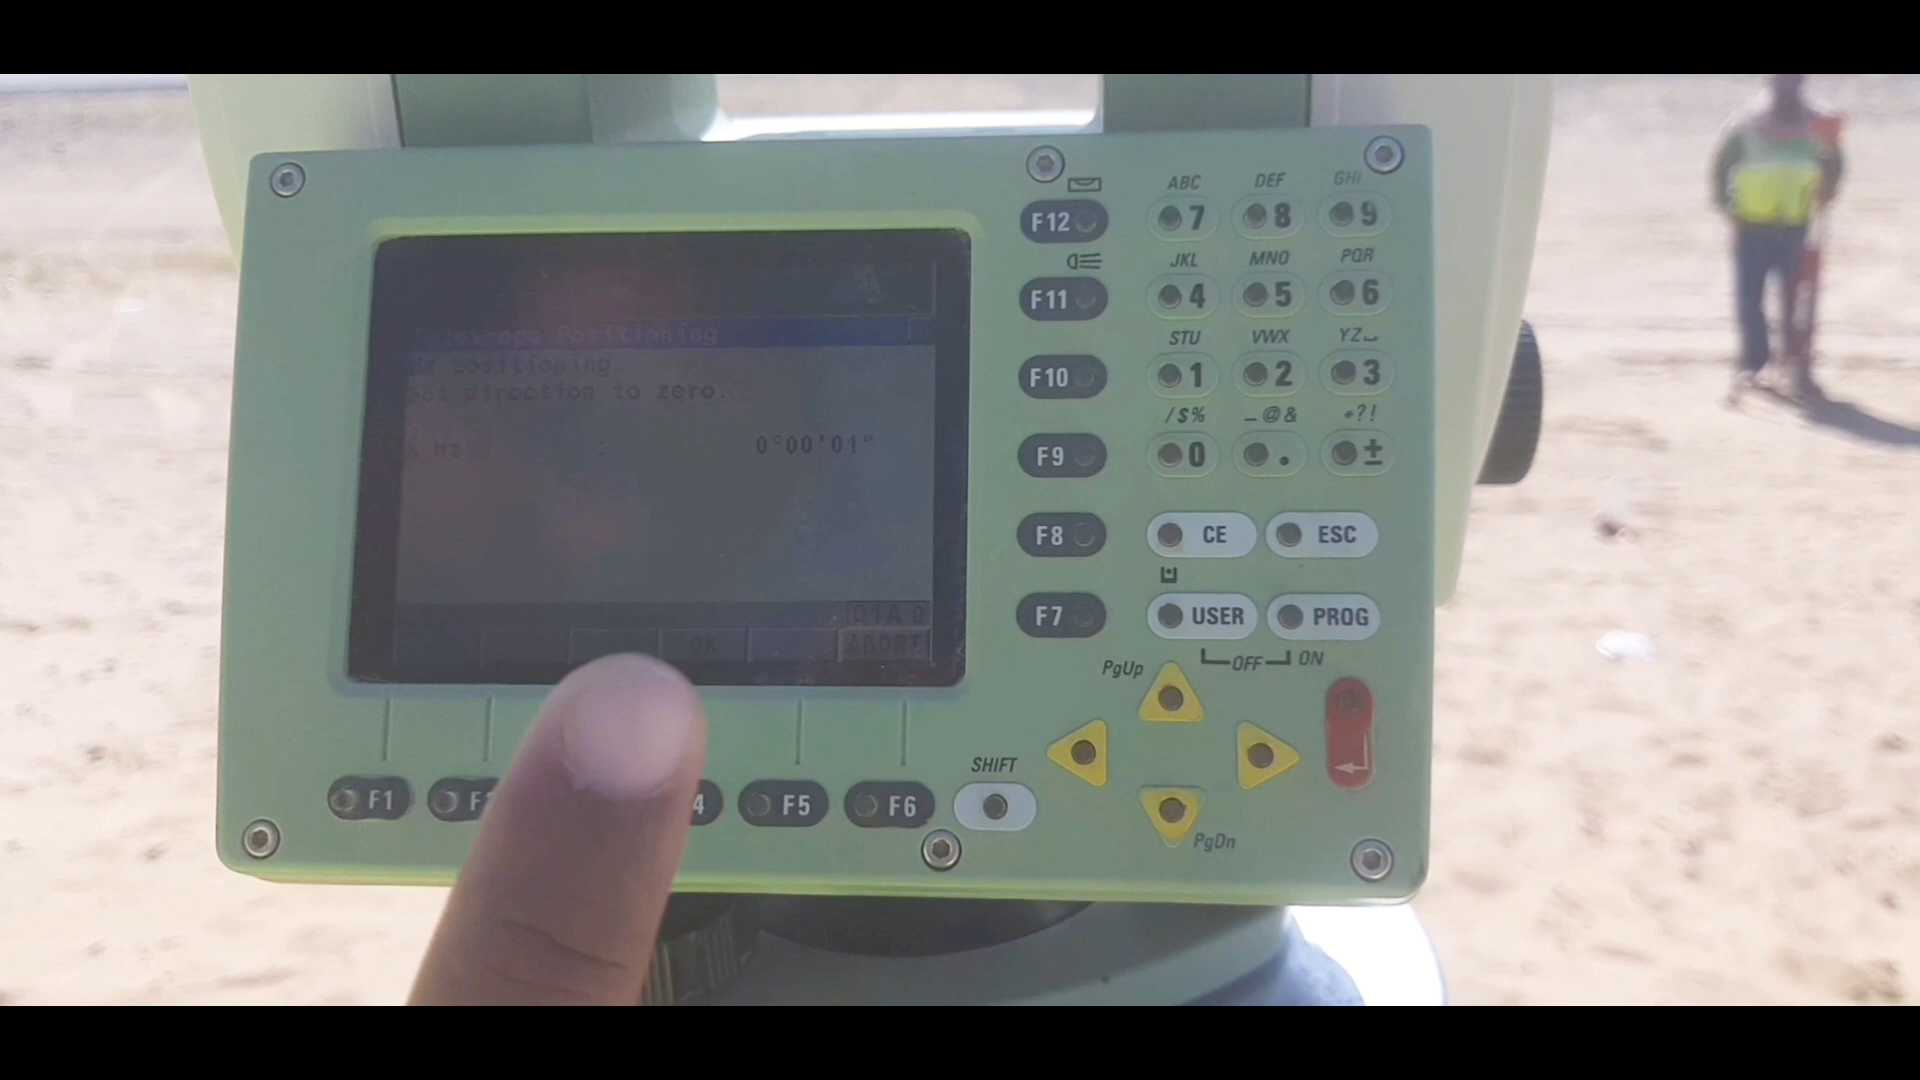 Positioning
Hz positioning.
Set direction to zero.
Hz : 0°00'01"
01A
OK ABORT
F1 F5 F6
SHIFT
F12
F11
F10
F9
F8
F7
ABC DEF GHI
7 8 9
JKL MNO PQR
4 5 6
STU VWX YZ
1 2 3
/$% _@& *?!
0 . ±
CE ESC
USER PROG
OFF ON
PgUp
PgDn